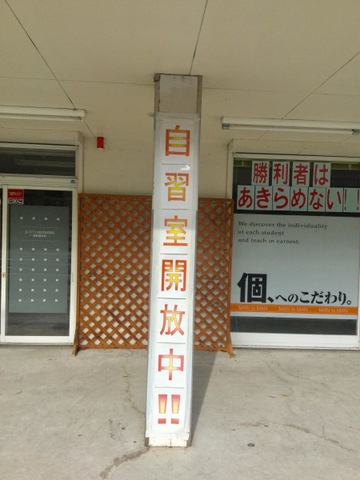 自習室開放中!!
勝利者は
あきらめない!!
We discover the individuality
of each student
and teach in earnest.
個、へのこだわり。